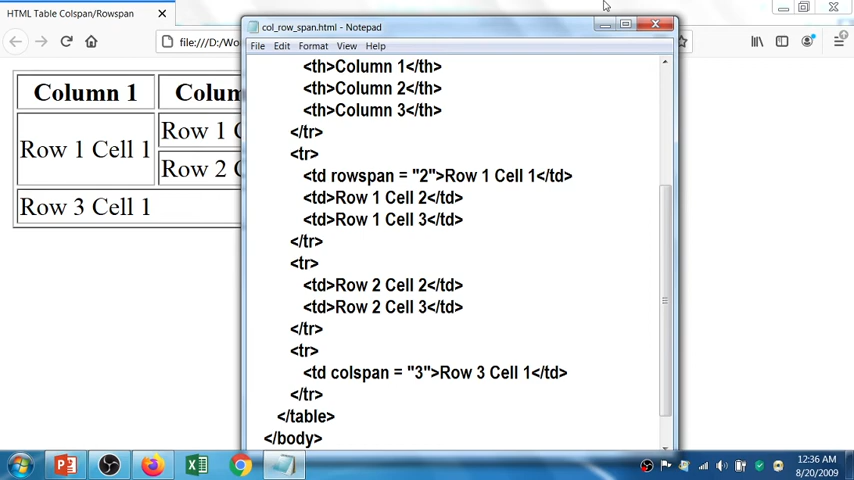 HTML Table Colspan/Rowspan
col_row_span.html - Notepad
file:///D:/Wo
File Edit Format View Help
Column 1
Colum
Row 1 Cell 1
Row 1 C
Row 2 C
Row 3 Cell 1
<th>Column 1</th>
<th>Column 2</th>
<th>Column 3</th>
</tr>
<tr>
<td rowspan = "2">Row 1 Cell 1</td>
<td>Row 1 Cell 2</td>
<td>Row 1 Cell 3</td>
</tr>
<tr>
<td>Row 2 Cell 2</td>
<td>Row 2 Cell 3</td>
</tr>
<tr>
<td colspan = "3">Row 3 Cell 1</td>
</tr>
</table>
</body>
12:36 AM
8/20/2009